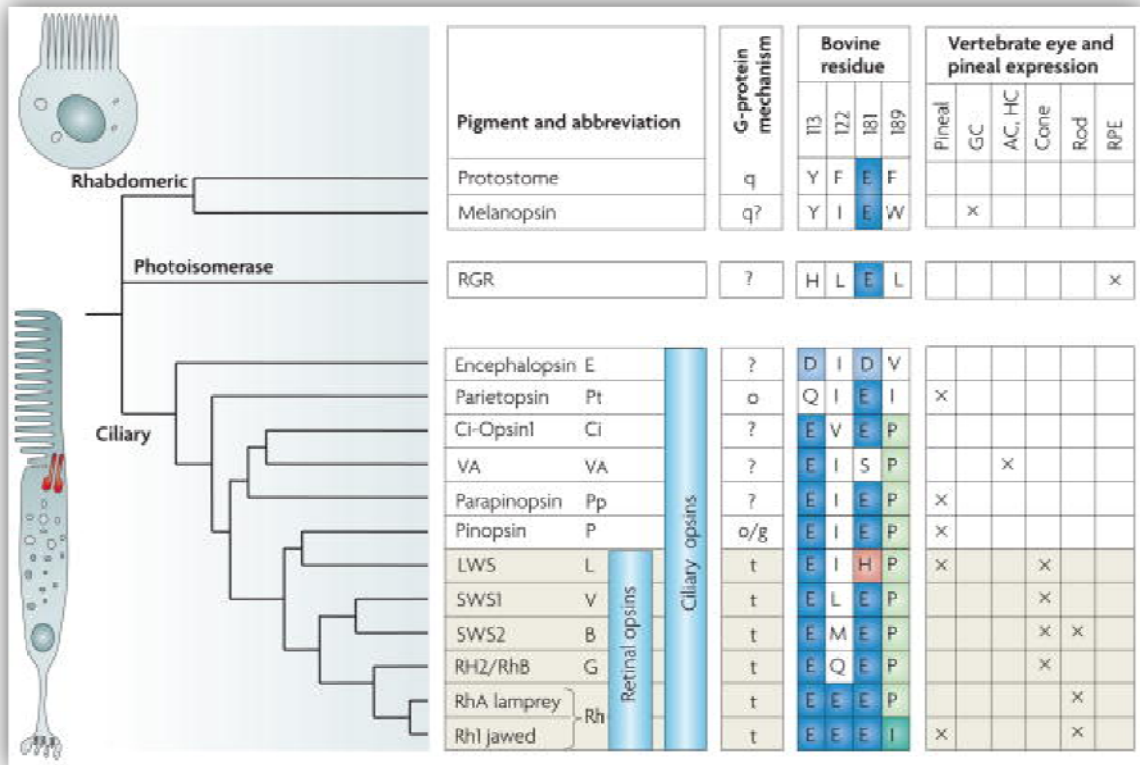 Pigment and abbreviation
G-protein mechanism
Bovine residue
113 122 181 189
Vertebrate eye and pineal expression
Pineal GC AC, HC Cone Rod RPE
Rhabdomeric
Protostome q Y F E F
Melanopsin q? Y I E W ×
Photoisomerase
RGR ? H L E L ×
Ciliary
Encephalopsin E ? D I D V
Parietopsin Pt o Q I E I ×
Ci-Opsin1 Ci ? E V E P
VA VA ? E I S P ×
Parapinopsin Pp ? E I E P ×
Pinopsin P o/g E I E P ×
LWS L t E I H P × ×
SWS1 V t E L E P ×
SWS2 B t E M E P × ×
RH2/RhB G t E Q E P ×
RhA lamprey t E E E P ×
Rh
Rh1 jawed t E E E I × ×
Retinal opsins
Ciliary opsins